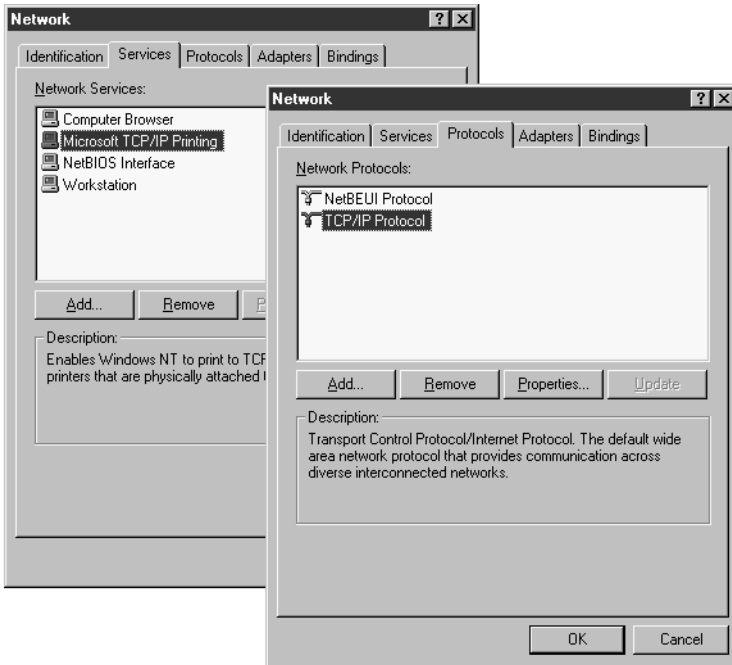 Network
Identification Services Protocols Adapters Bindings
Network Services:
Computer Browser
Microsoft TCP/IP Printing
NetBIOS Interface
Workstation
Add... Remove
Description:
Enables Windows NT to print to
printers that are physically attached
Network
Identification Services Protocols Adapters Bindings
Network Protocols:
NetBEUI Protocol
TCP/IP Protocol
Add... Remove Properties... Update
Description:
Transport Control Protocol/Internet Protocol. The default wide
area network protocol that provides communication across
diverse interconnected networks.
OK Cancel